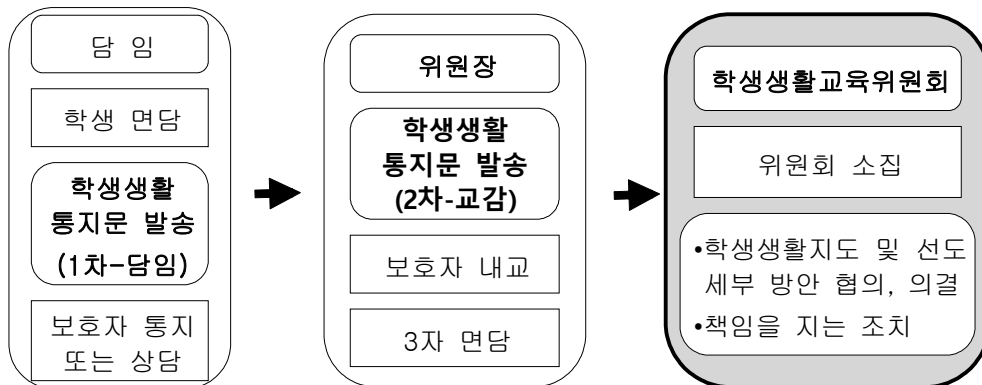 담 임
학생 면담
학생생활
통지문 발송
(1차-담임)
보호자 통지
또는 상담
위원장
학생생활
통지문 발송
(2차-교감)
보호자 내교
3자 면담
학생생활교육위원회
위원회 소집
•학생생활지도 및 선도
세부 방안 협의, 의결
•책임을 지는 조치